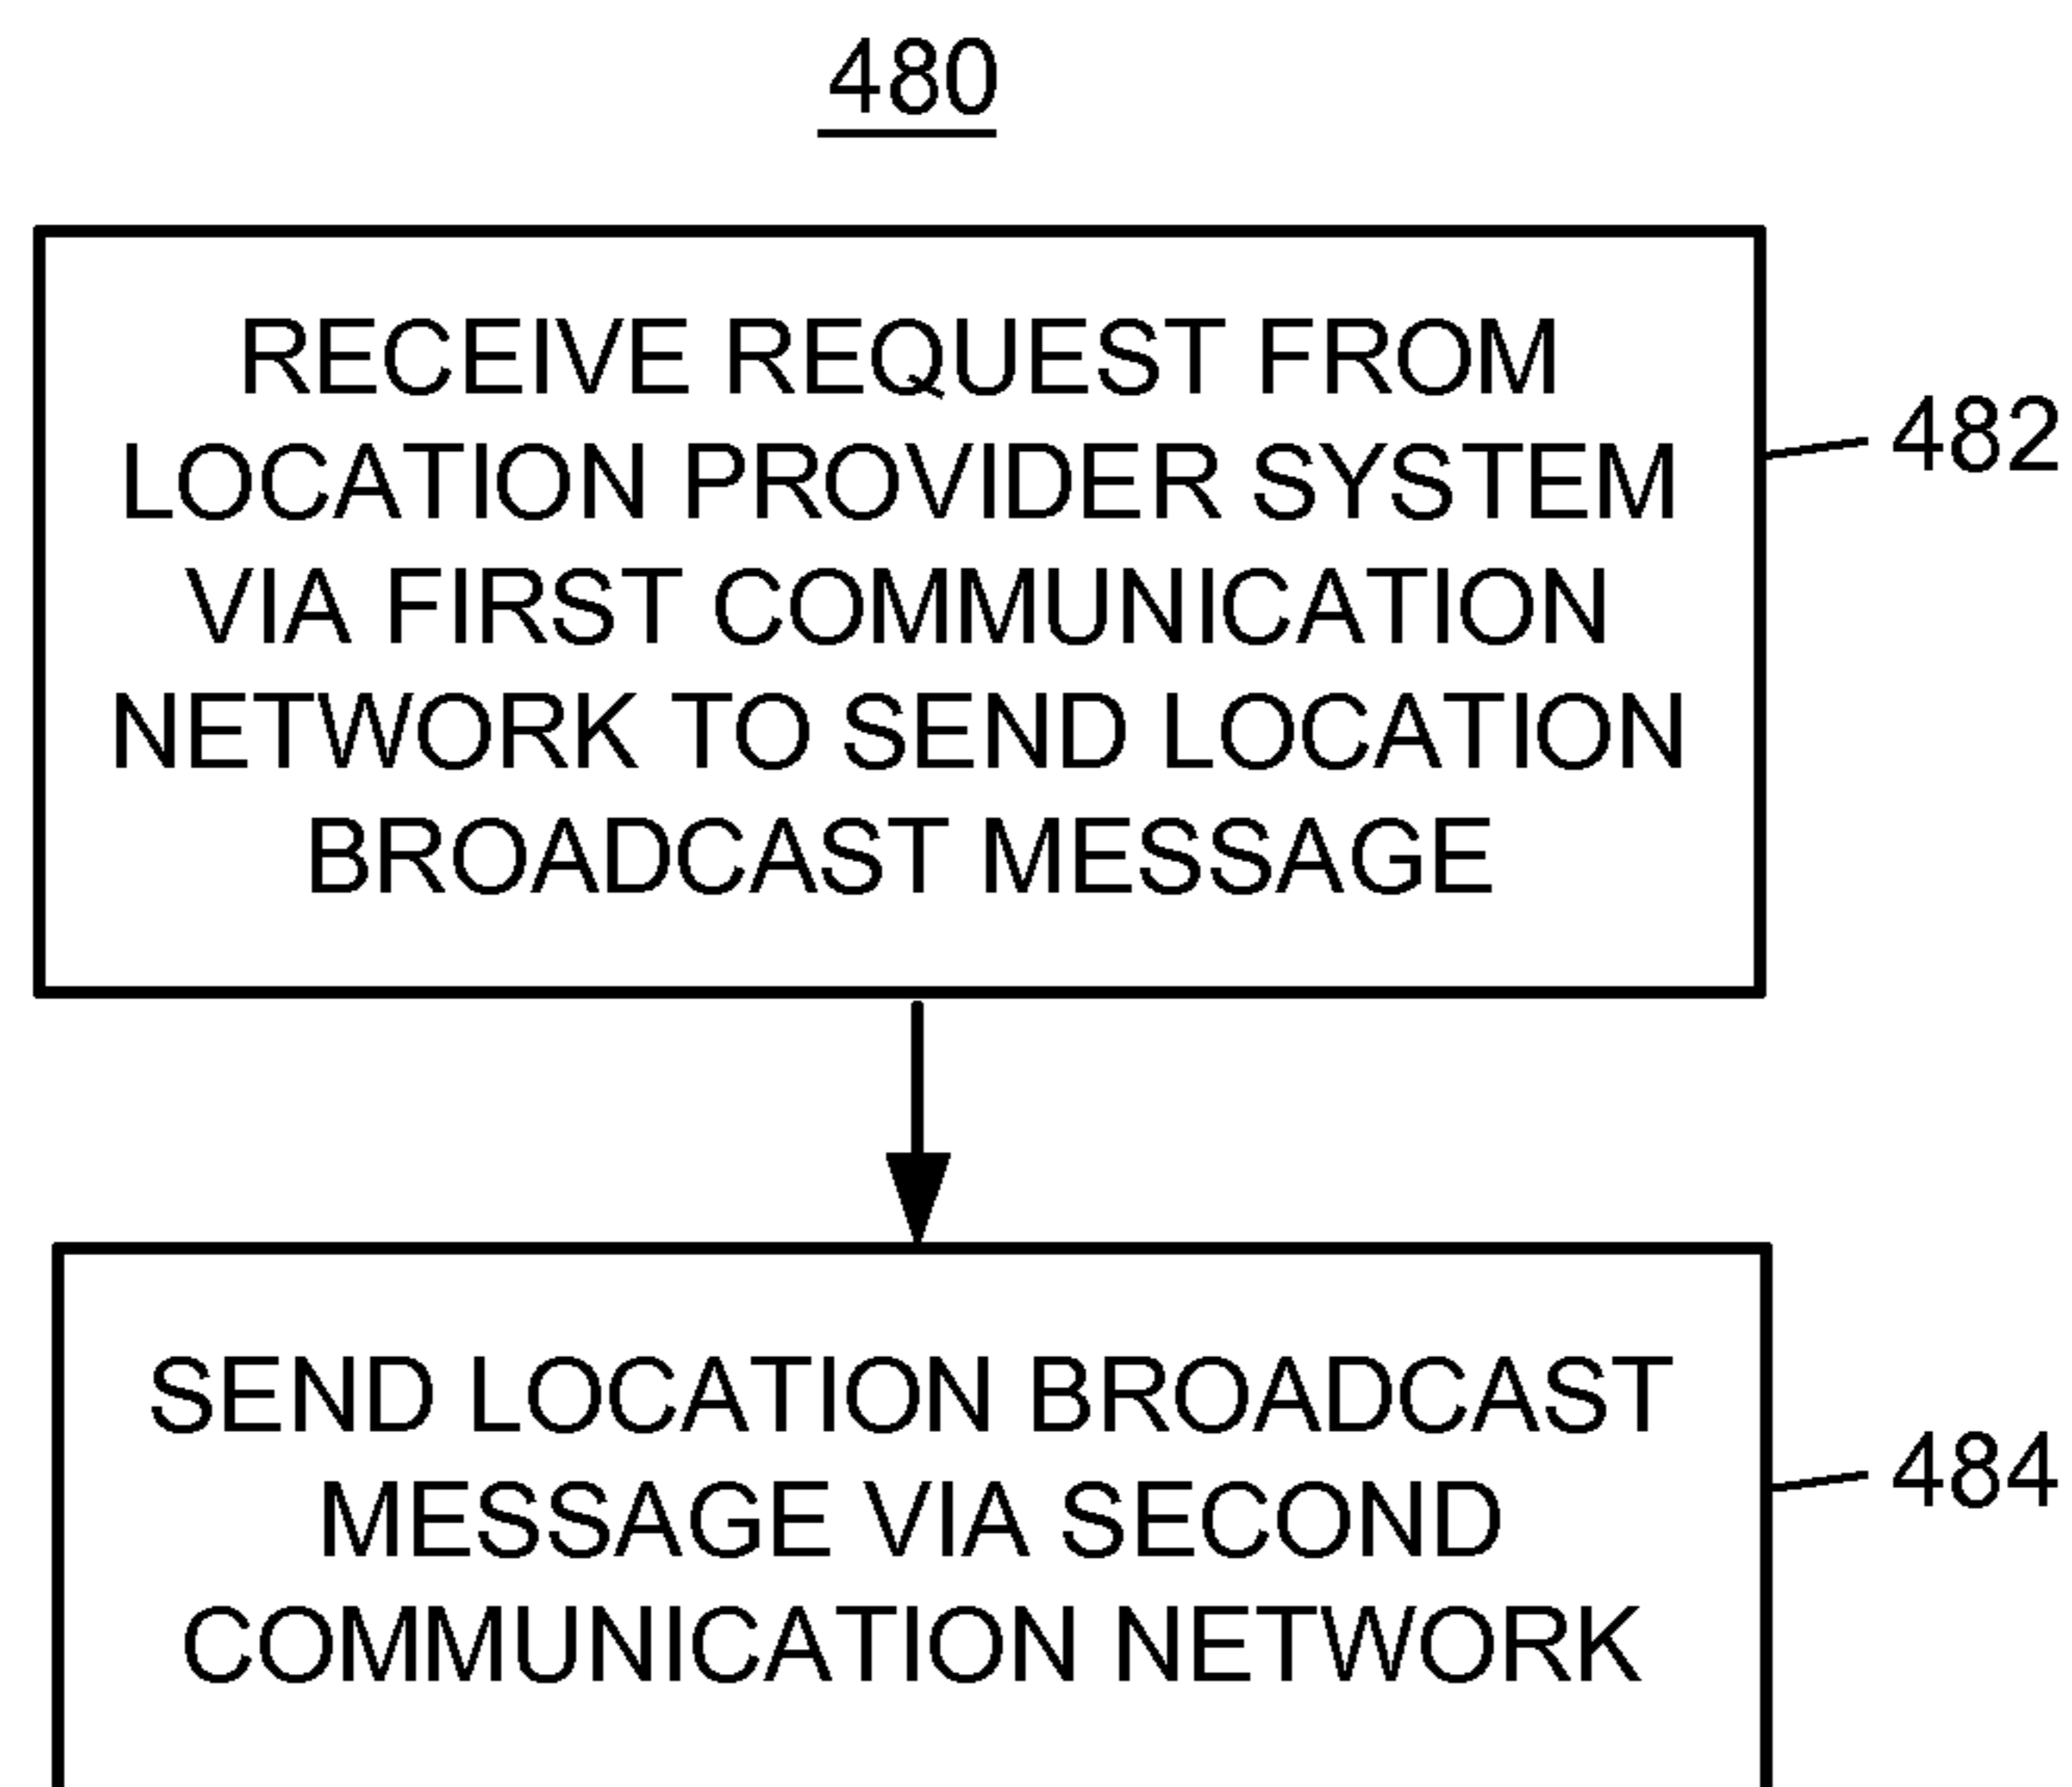 480
RECEIVE REQUEST FROM
LOCATION PROVIDER SYSTEM
VIA FIRST COMMUNICATION
NETWORK TO SEND LOCATION
BROADCAST MESSAGE
482
SEND LOCATION BROADCAST
MESSAGE VIA SECOND
COMMUNICATION NETWORK
484